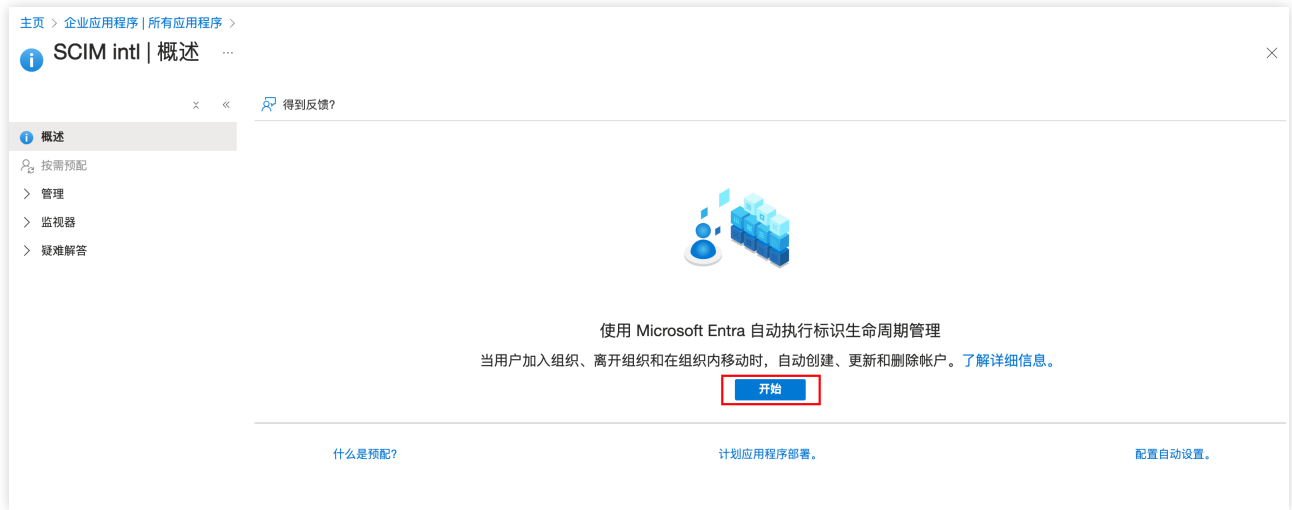 主页 > 企业应用程序 | 所有应用程序 >
SCIM intl | 概述 ...
得到反馈?
概述
按需预配
管理
监视器
疑难解答
使用 Microsoft Entra 自动执行标识生命周期管理
当用户加入组织、离开组织和在组织内移动时，自动创建、更新和删除帐户。了解详细信息。
开始
什么是预配? 计划应用程序部署。 配置自动设置。